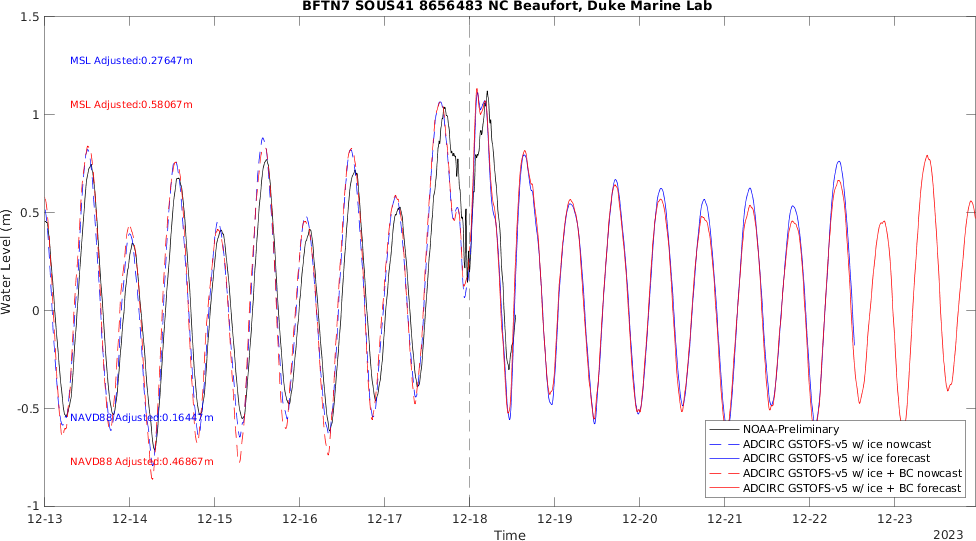 BFTN7 SOUS41 8656483 NC Beaufort, Duke Marine Lab
1.5
MSL Adjusted:0.27647m
MSL Adjusted:0.58067m
1
0.5
Water Level (m)
0
-0.5
NAVD88 Adjusted:0.16447m
NAVD88 Adjusted:0.46867m
NOAA-Preliminary
ADCIRC GSTOFS-v5 w/ ice nowcast
ADCIRC GSTOFS-v5 w/ ice forecast
ADCIRC GSTOFS-v5 w/ ice + BC nowcast
ADCIRC GSTOFS-v5 w/ ice + BC forecast
-1
12-13 12-14 12-15 12-16 12-17 12-18 12-19 12-20 12-21 12-22 12-23
Time
2023